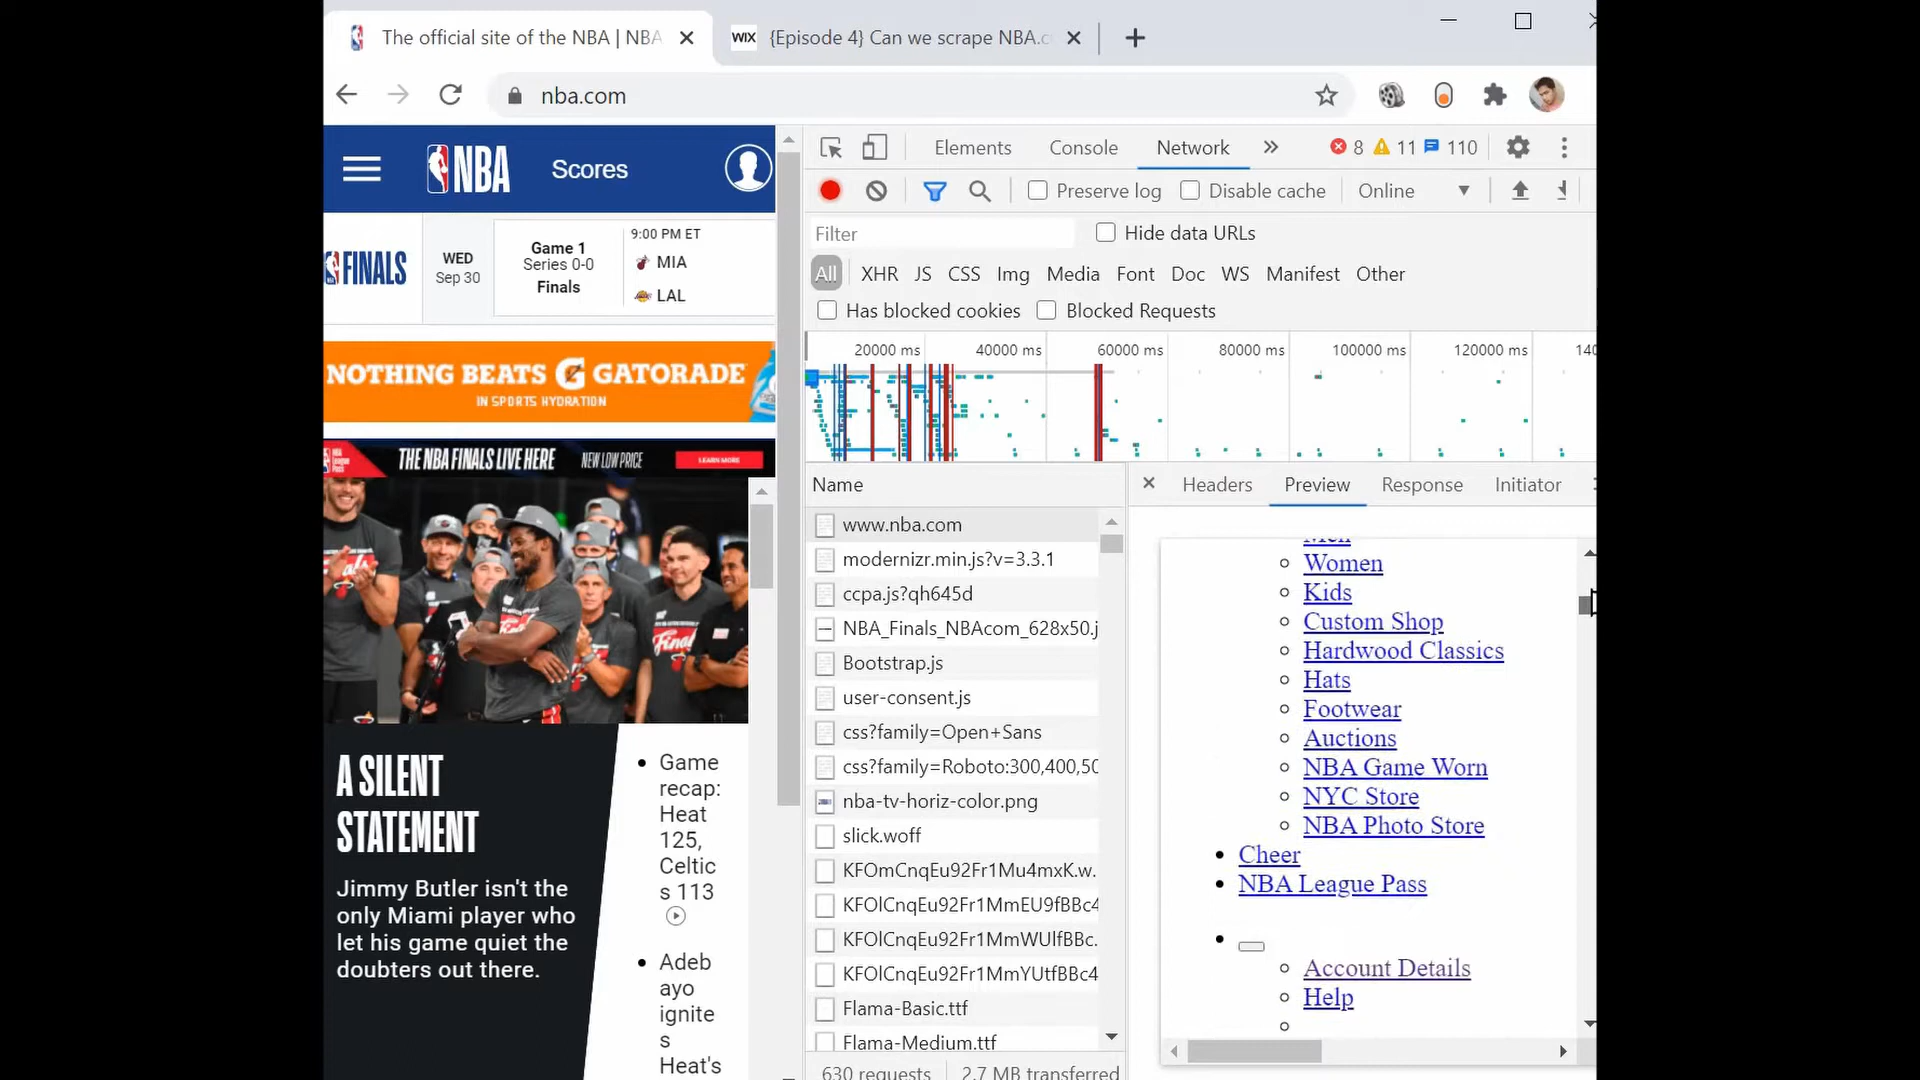 The official site of the NBA | NBA
WIX
{Episode 4} Can we scrape NBA.c
nba.com
NBA
Scores
FINALS
WED
Sep 30
Game 1
Series 0-0
Finals
9:00 PM ET
MIA
LAL
NOTHING BEATS G GATORADE
IN SPORTS HYDRATION
THE NBA FINALS LIVE HERE
NEW LOW PRICE
LEARN MORE
A SILENT
STATEMENT
Jimmy Butler isn't the
only Miami player who
let his game quiet the
doubters out there.
Game
recap:
Heat
125,
Celtic
s 113
Adeb
ayo
ignite
s
Heat's
Elements
Console
Network
8
11
110
Preserve log
Disable cache
Online
Filter
Hide data URLs
All
XHR
JS
CSS
Img
Media
Font
Doc
WS
Manifest
Other
Has blocked cookies
Blocked Requests
20000 ms
40000 ms
60000 ms
80000 ms
100000 ms
120000 ms
140
Name
www.nba.com
modernizr.min.js?v=3.3.1
ccpa.js?qh645d
NBA_Finals_NBAcom_628x50.j
Bootstrap.js
user-consent.js
css?family=Open+Sans
css?family=Roboto:300,400,50
nba-tv-horiz-color.png
slick.woff
KFOmCnqEu92Fr1Mu4mxK.w.
KFOlCnqEu92Fr1MmEU9fBBc4
KFOlCnqEu92Fr1MmWUlfBBc.
KFOlCnqEu92Fr1MmYUtfBBc4
Flama-Basic.ttf
Flama-Medium.ttf
630 requests
2.7 MB transferred
Headers
Preview
Response
Initiator
Men
Women
Kids
Custom Shop
Hardwood Classics
Hats
Footwear
Auctions
NBA Game Worn
NYC Store
NBA Photo Store
Cheer
NBA League Pass
Account Details
Help